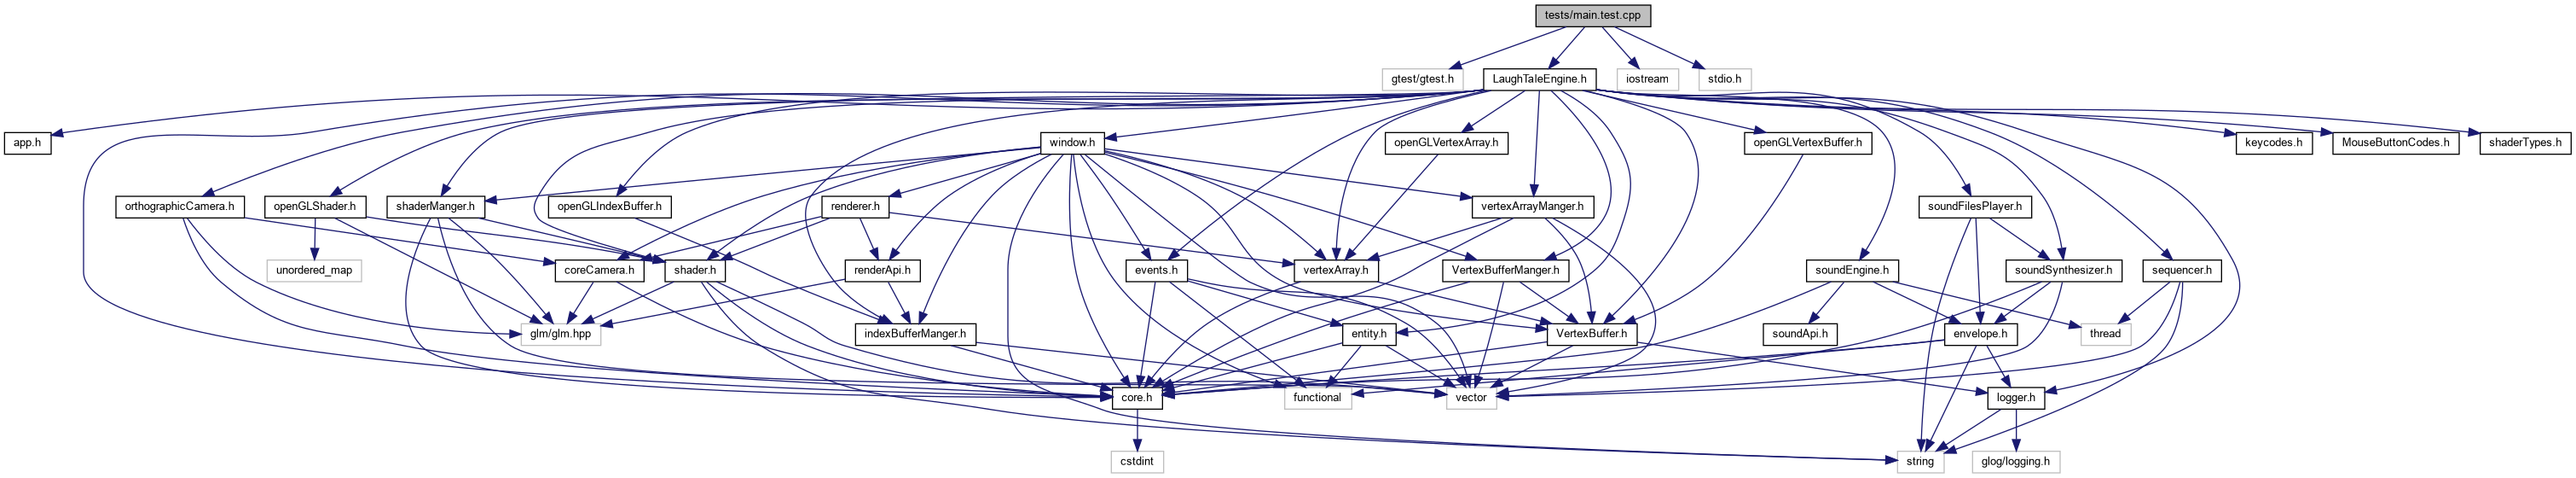 tests/main.test.cpp
gtest/gtest.h
LaughTaleEngine.h
iostream
stdio.h
app.h
window.h
openGLVertexArray.h
openGLVertexBuffer.h
keycodes.h
MouseButtonCodes.h
shaderTypes.h
orthographicCamera.h
openGLShader.h
shaderManger.h
openGLIndexBuffer.h
renderer.h
vertexArrayManger.h
soundFilesPlayer.h
unordered_map
coreCamera.h
shader.h
renderApi.h
events.h
vertexArray.h
VertexBufferManger.h
soundEngine.h
soundSynthesizer.h
sequencer.h
glm/glm.hpp
indexBufferManger.h
entity.h
VertexBuffer.h
soundApi.h
envelope.h
thread
core.h
functional
vector
logger.h
cstdint
string
glog/logging.h